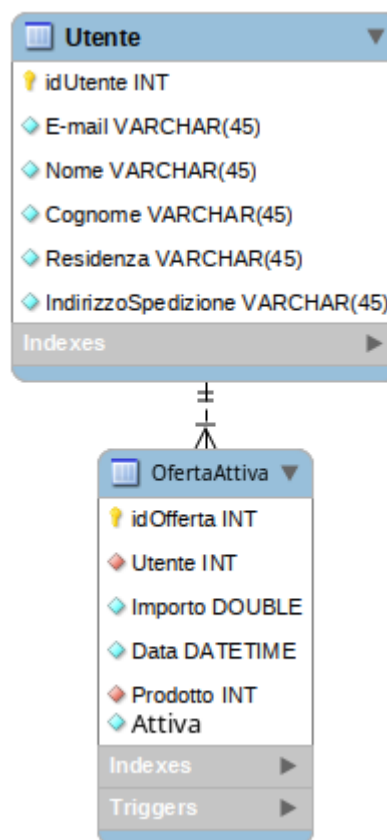 Utente
idUtente INT
E-mail VARCHAR(45)
Nome VARCHAR(45)
Cognome VARCHAR(45)
Residenza VARCHAR(45)
IndirizzoSpedizione VARCHAR(45)
Indexes
OfertaAttiva
idOfferta INT
Utente INT
Importo DOUBLE
Data DATETIME
Prodotto INT
Attiva
Indexes
Triggers